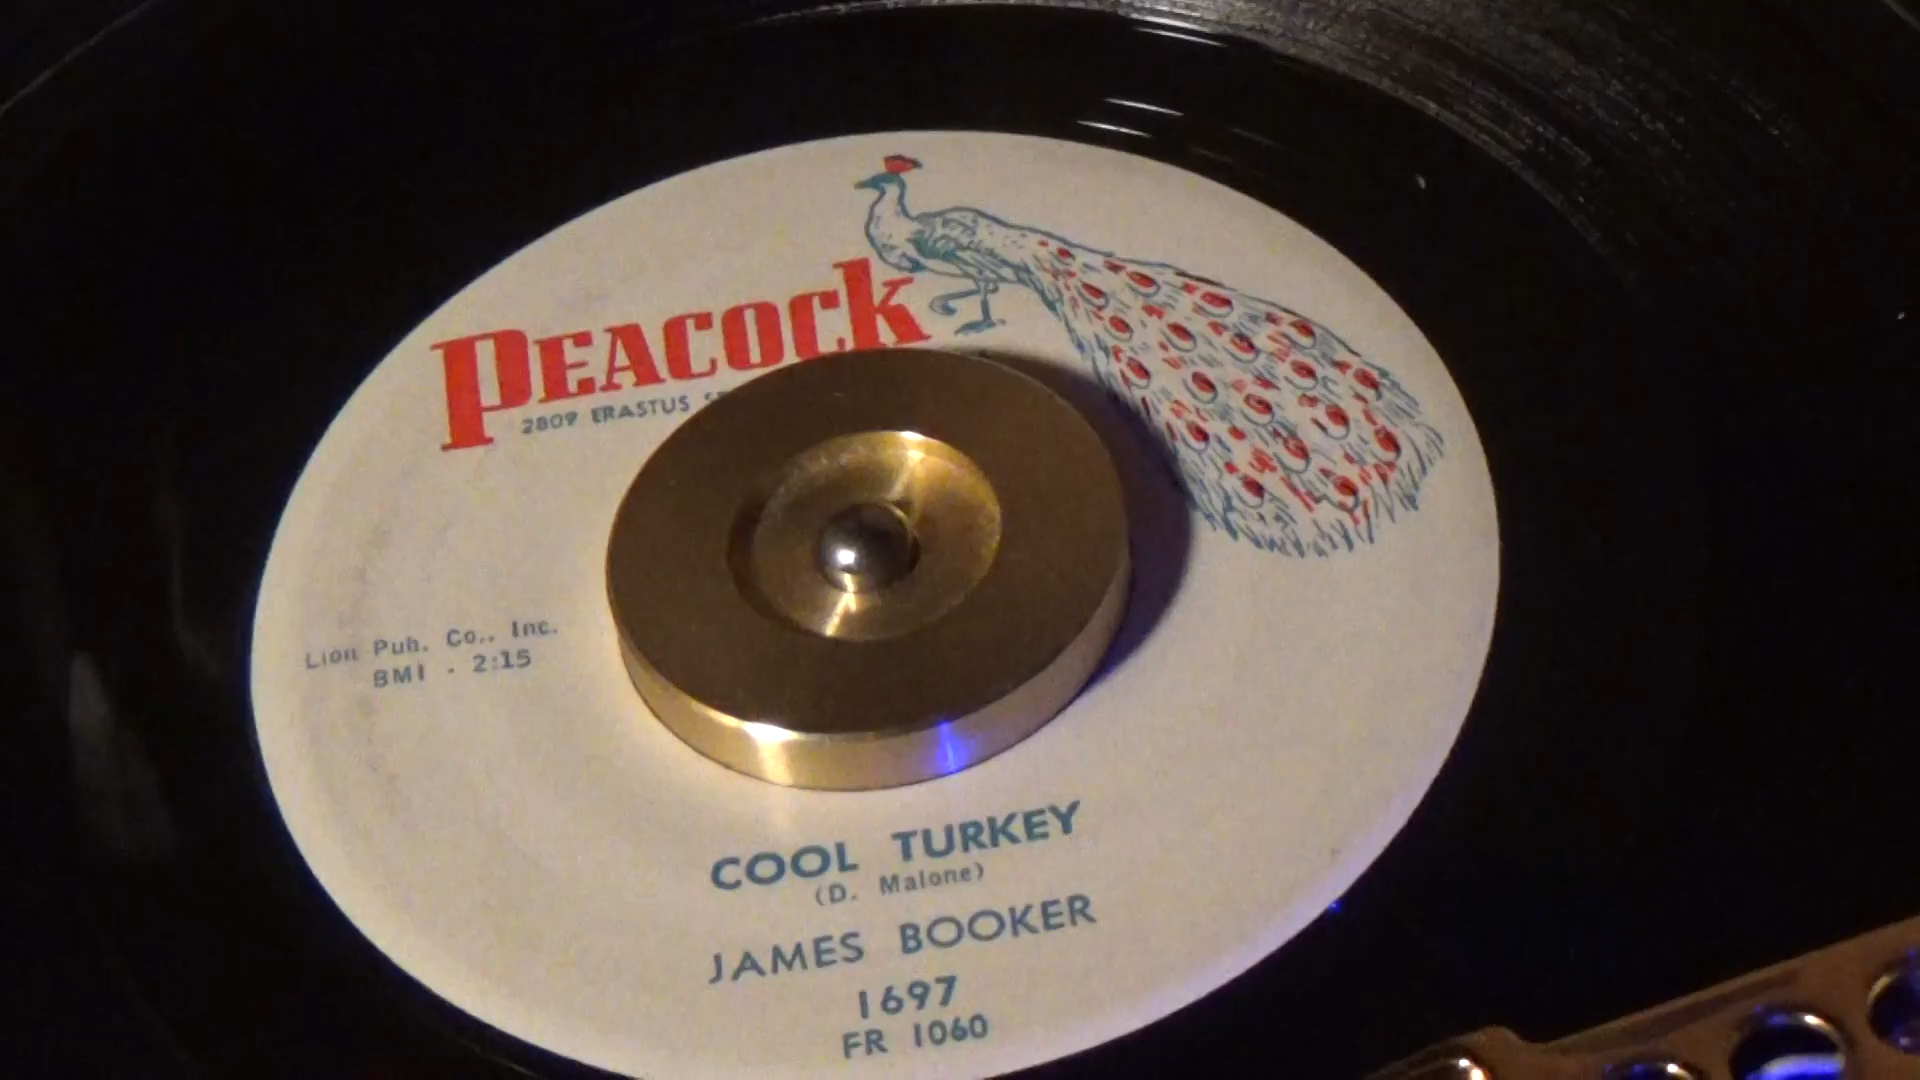 PEACOCK
2809 ERASTUS
Lion Pub. Co., Inc.
BMI - 2:15
COOL TURKEY
(D. Malone)
JAMES BOOKER
1697
FR 1060